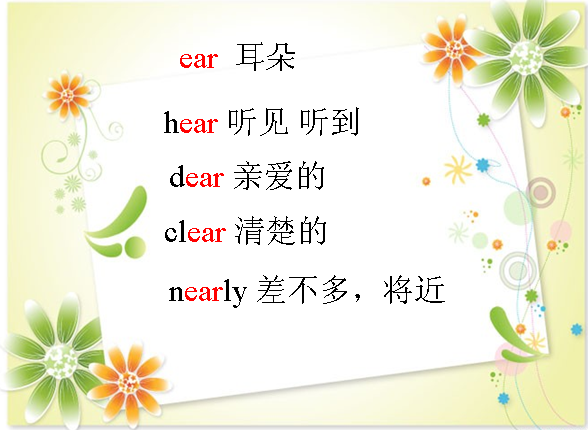 ear 耳朵
hear 听见 听到
dear 亲爱的
clear 清楚的
nearly 差不多，将近